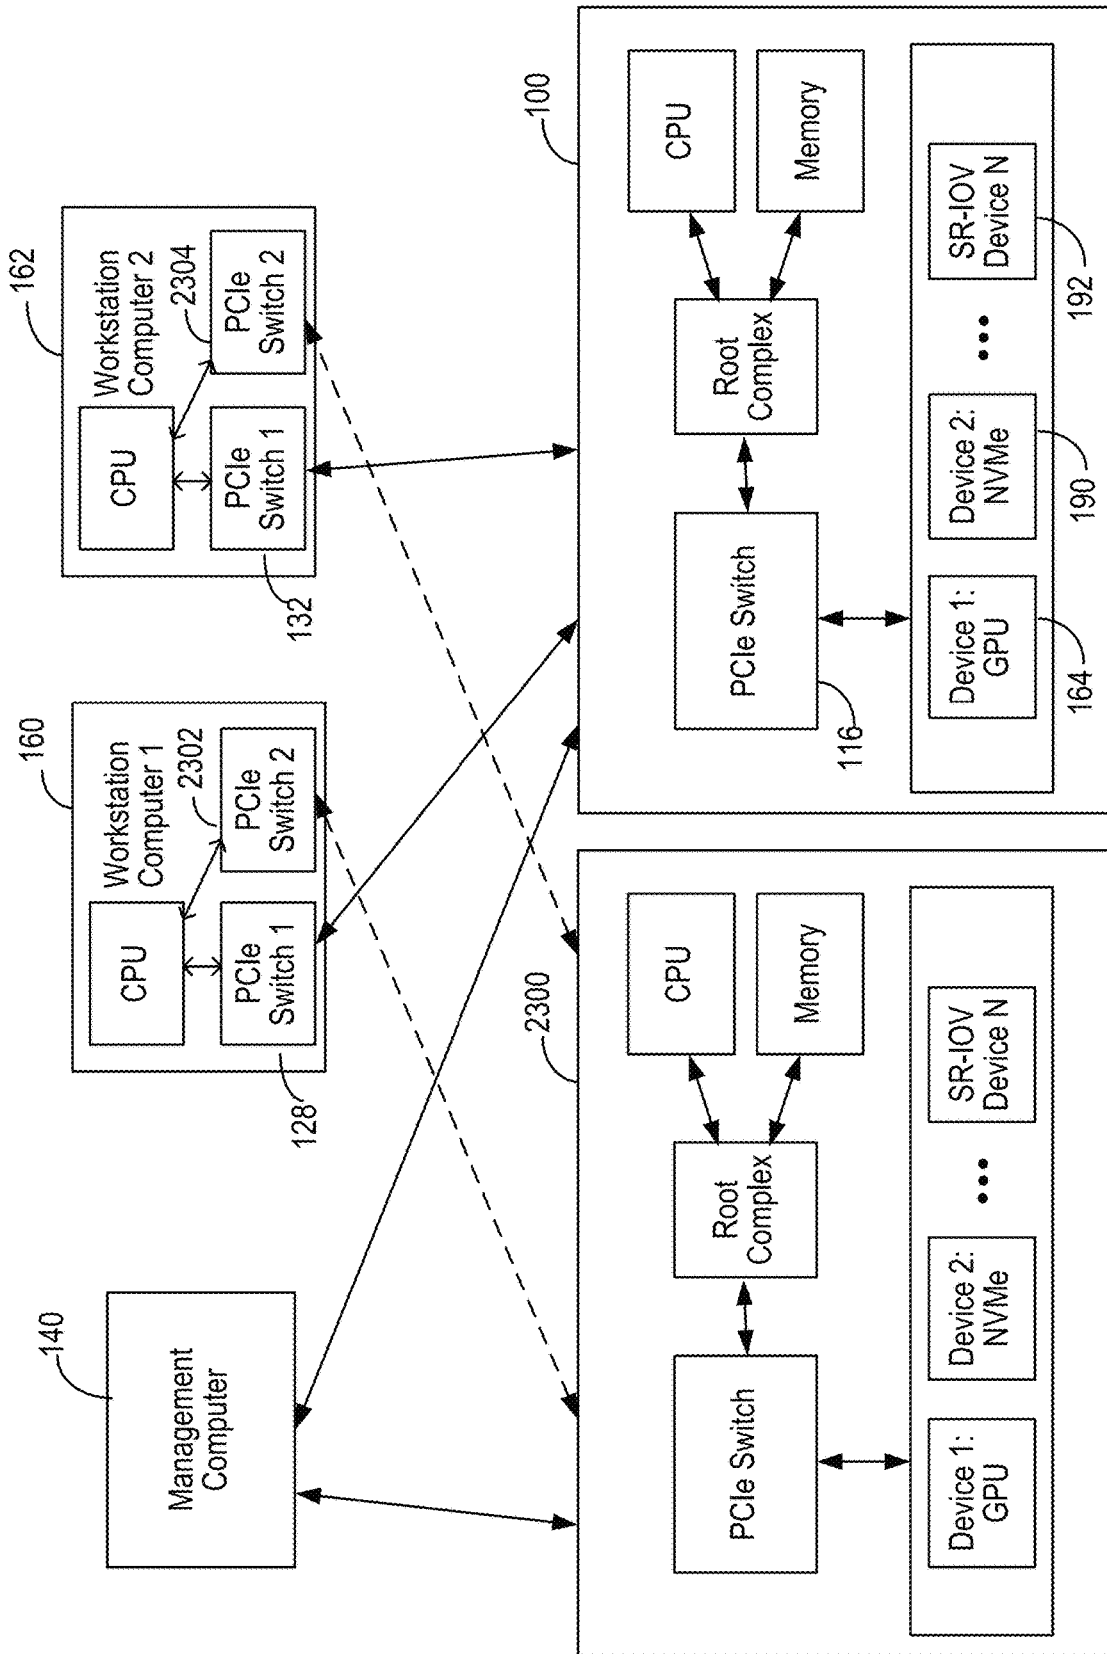 140
Management
Computer
160
Workstation
Computer 1
2302
CPU
PCIe
Switch 1
PCIe
Switch 2
128
162
Workstation
Computer 2
2304
CPU
PCIe
Switch 1
PCIe
Switch 2
132
2300
CPU
Memory
Root
Complex
PCIe Switch
Device 1:
GPU
Device 2:
NVMe
•••
SR-IOV
Device N
100
CPU
Memory
Root
Complex
PCIe Switch
116
Device 1:
GPU
Device 2:
NVMe
•••
SR-IOV
Device N
164
190
192